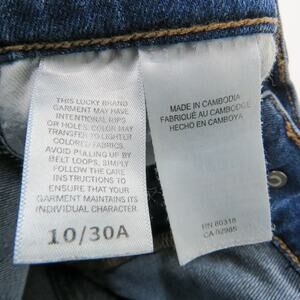 THIS LUCKY BRAND
GARMENT MAY HAVE
INTENTIONAL RIPS
OR HOLES. COLOR MAY
TRANSFER TO LIGHTER
COLORED FABRICS.
AVOID PULLING UP BY
BELT LOOPS, SIMPLY
FOLLOW THE CARE
INSTRUCTIONS TO
ENSURE THAT YOUR
GARMENT MAINTAINS ITS
INDIVIDUAL CHARACTER.
10/30A
MADE IN CAMBODIA
FABRIQUÉ AU CAMBODGE
HECHO EN CAMBOYA
RN 80318
CA 02985